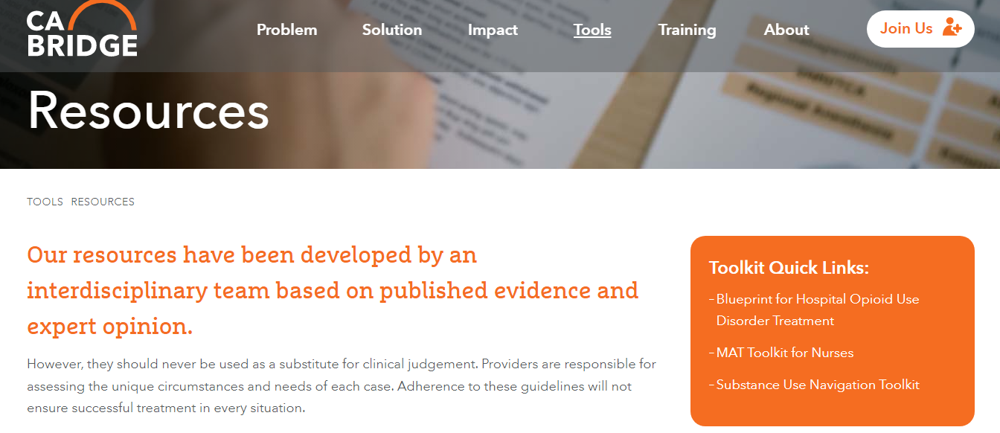 CA
BRIDGE
Problem
Solution
Impact
Tools
Training
About
Join Us
Regional Anesthesia
Resources
TOOLS RESOURCES
Our resources have been developed by an
interdisciplinary team based on published evidence and
expert opinion.
However, they should never be used as a substitute for clinical judgement. Providers are responsible for
assessing the unique circumstances and needs of each case. Adherence to these guidelines will not
ensure successful treatment in every situation.
Toolkit Quick Links:
-Blueprint for Hospital Opioid Use
Disorder Treatment
-MAT Toolkit for Nurses
-Substance Use Navigation Toolkit